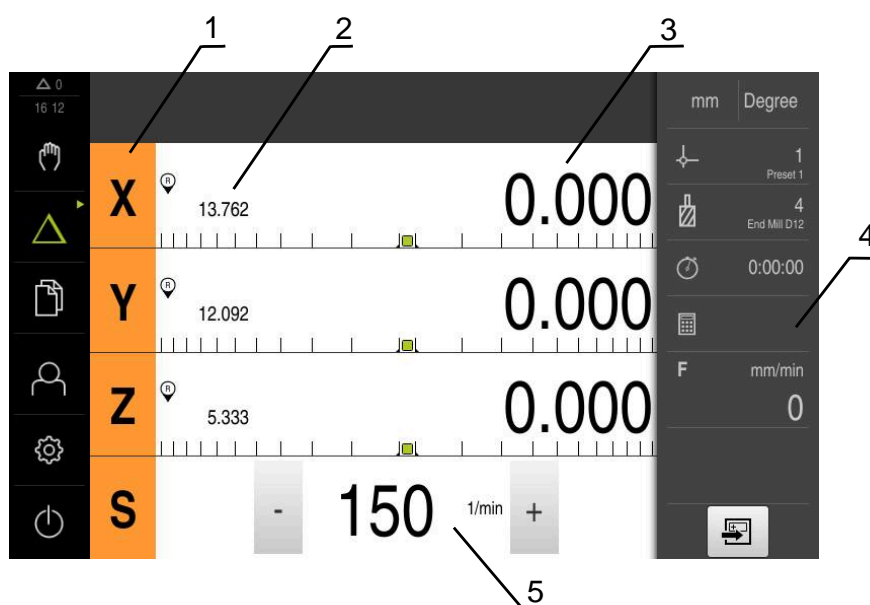 1 2 3
0
16 12
mm Degree
X R 13.762 0.000
1
Preset 1
4
End Mill D12
4
Y R 12.092 0.000
0:00:00
Z R 5.333 0.000
F mm/min
0
S - 150 1/min +
5